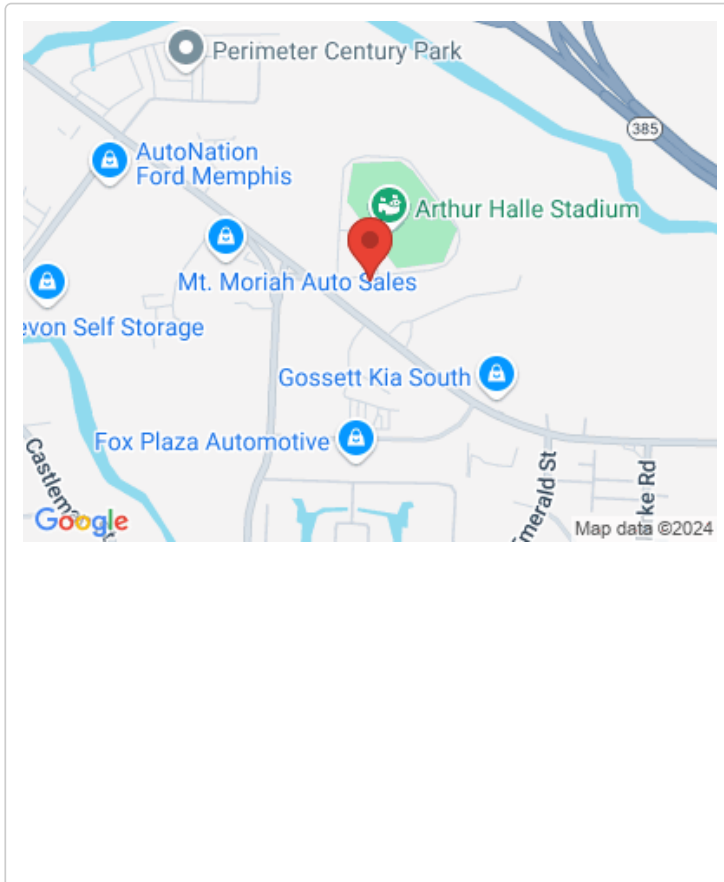 Perimeter Century Park
385
AutoNation
Ford Memphis
Arthur Halle Stadium
Mt. Moriah Auto Sales
evon Self Storage
Gossett Kia South
Fox Plaza Automotive
Emerald St
Google
Map data ©2024